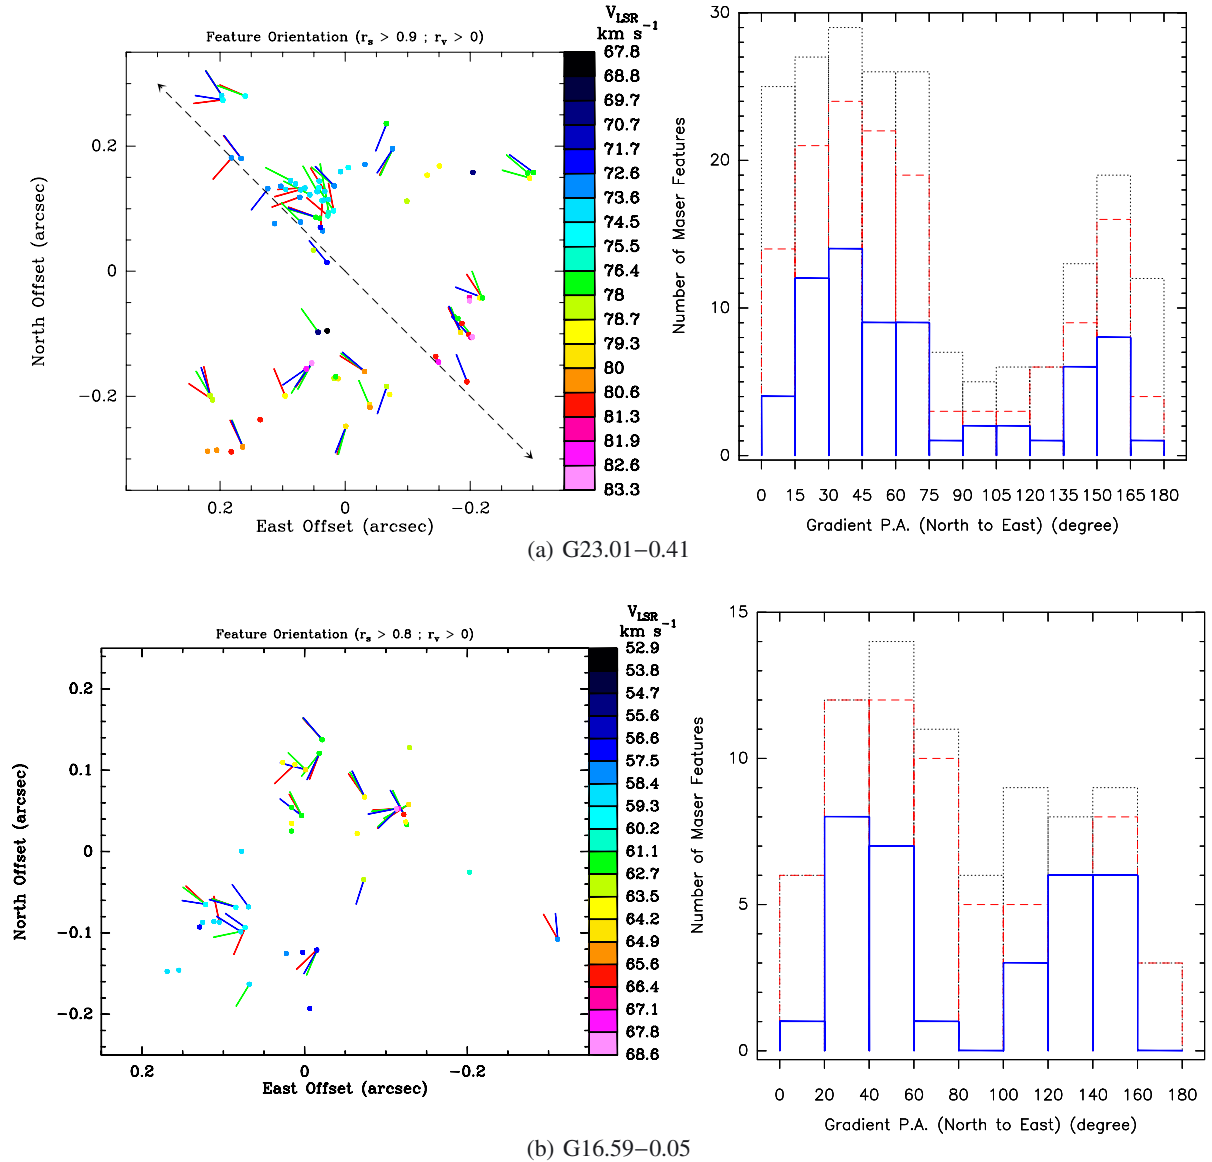 V_LSR
km s⁻¹
Feature Orientation (r_s > 0.9 ; r_v > 0)
67.8
68.8
69.7
70.7
71.7
72.6
73.6
74.5
75.5
76.4
78
78.7
79.3
80
80.6
81.3
81.9
82.6
83.3
0.2
0
−0.2
North Offset (arcsec)
0.2 0 −0.2
East Offset (arcsec)
30
20
10
0
Number of Maser Features
0 15 30 45 60 75 90 105 120 135 150 165 180
Gradient P.A. (North to East) (degree)
(a) G23.01−0.41
V_LSR
km s⁻¹
Feature Orientation (r_s > 0.8 ; r_v > 0)
52.9
53.8
54.7
55.6
56.6
57.5
58.4
59.3
60.2
61.1
62.7
63.5
64.2
64.9
65.6
66.4
67.1
67.8
68.6
0.2
0.1
0
−0.1
−0.2
North Offset (arcsec)
0.2 0 −0.2
East Offset (arcsec)
15
10
5
0
Number of Maser Features
0 20 40 60 80 100 120 140 160 180
Gradient P.A. (North to East) (degree)
(b) G16.59−0.05